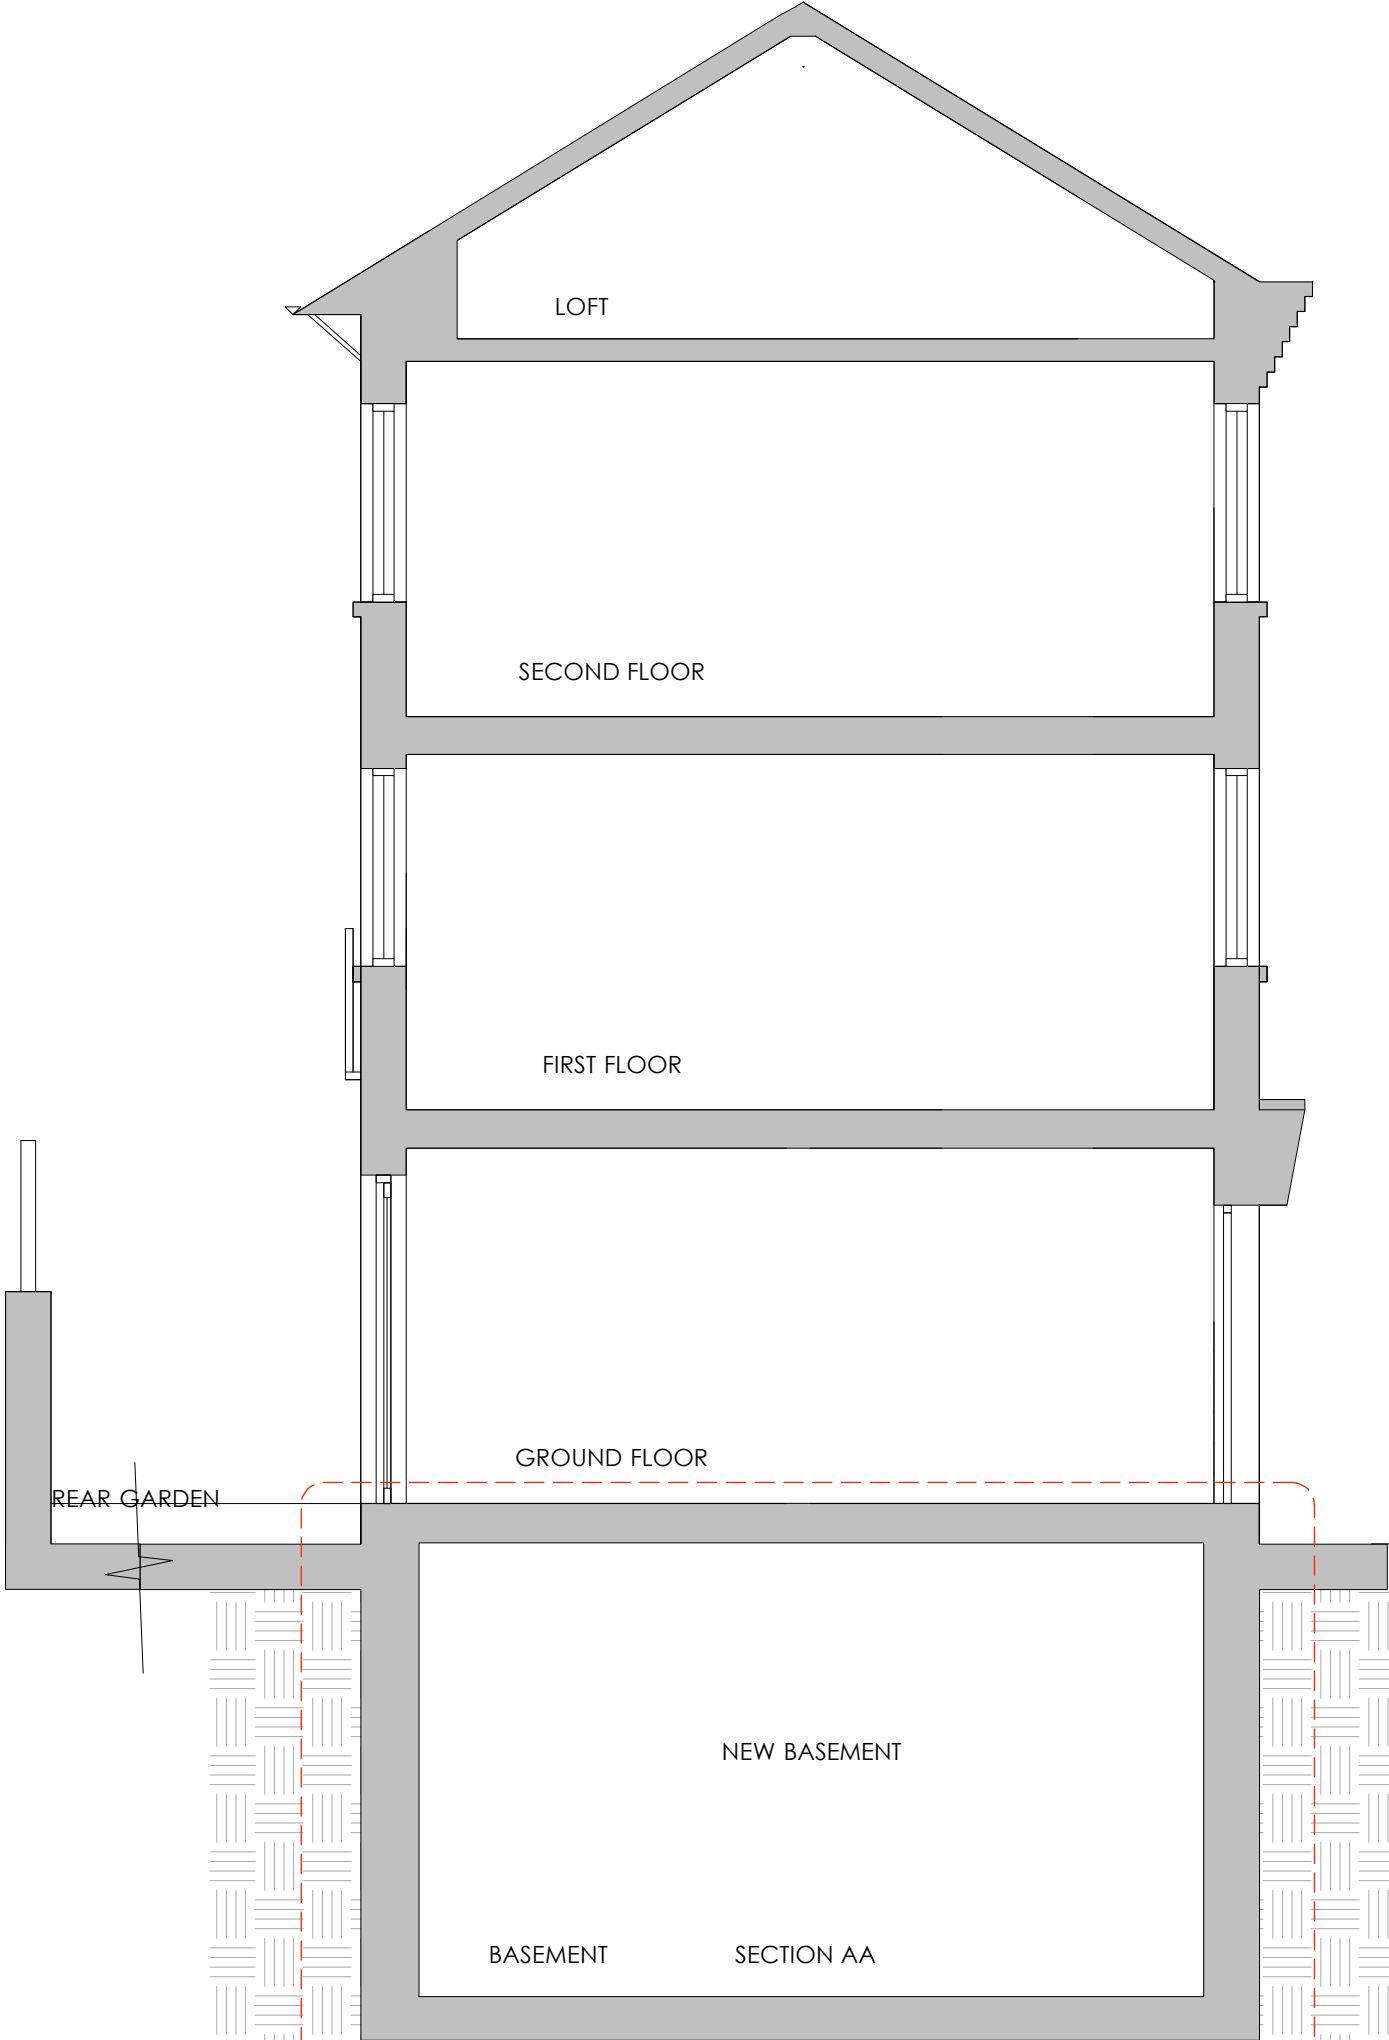 LOFT
SECOND FLOOR
FIRST FLOOR
GROUND FLOOR
REAR GARDEN
NEW BASEMENT
BASEMENT SECTION AA